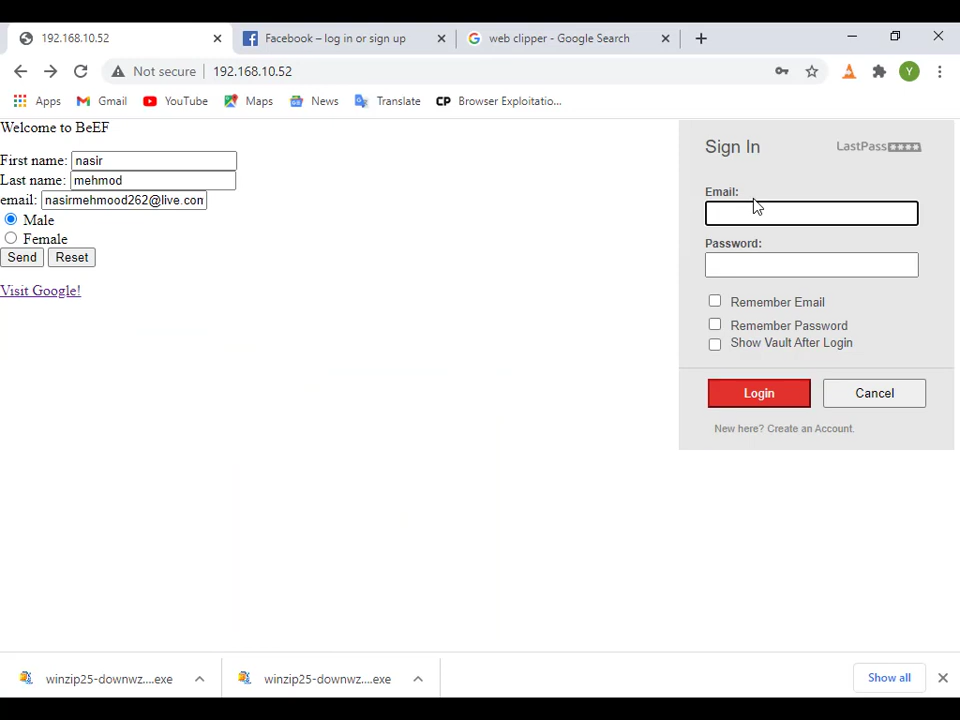 192.168.10.52
Facebook – log in or sign up
web clipper - Google Search
Not secure
192.168.10.52
Y
Apps
Gmail
YouTube
Maps
News
Translate
CP Browser Exploitatio...
Welcome to BeEF
First name: nasir
Last name: mehmod
email: nasirmehmood262@live.con
Male
Female
Send Reset
Visit Google!
Sign In
LastPass
Email:
Password:
Remember Email
Remember Password
Show Vault After Login
Login Cancel
New here? Create an Account.
winzip25-downwz....exe
winzip25-downwz....exe
Show all